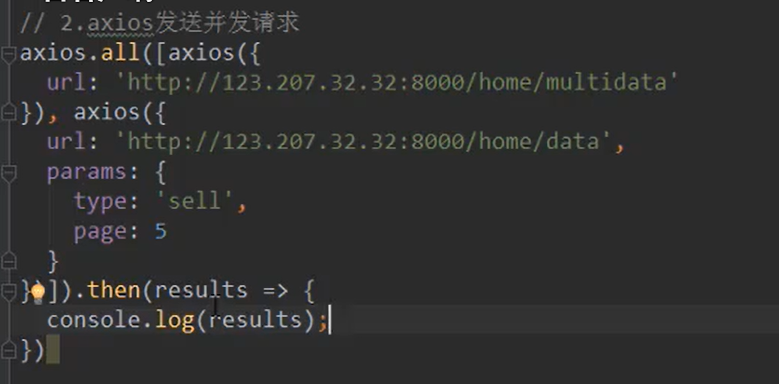 // 2.axios发送并发请求
axios.all([axios({
  url: 'http://123.207.32.32:8000/home/multidata'
}), axios({
  url: 'http://123.207.32.32:8000/home/data',
  params: {
    type: 'sell',
    page: 5
  }
})]).then(results => {
  console.log(results);
})